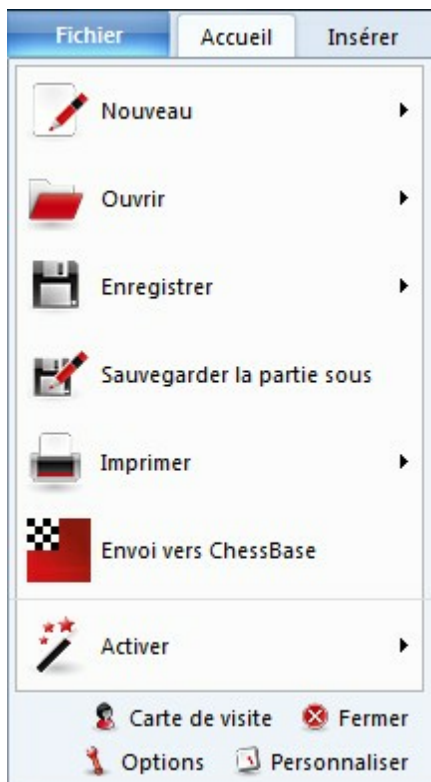 Fichier Accueil Insérer
Nouveau
Ouvrir
Enregistrer
Sauvegarder la partie sous
Imprimer
Envoi vers ChessBase
Activer
Carte de visite Fermer
Options Personnaliser